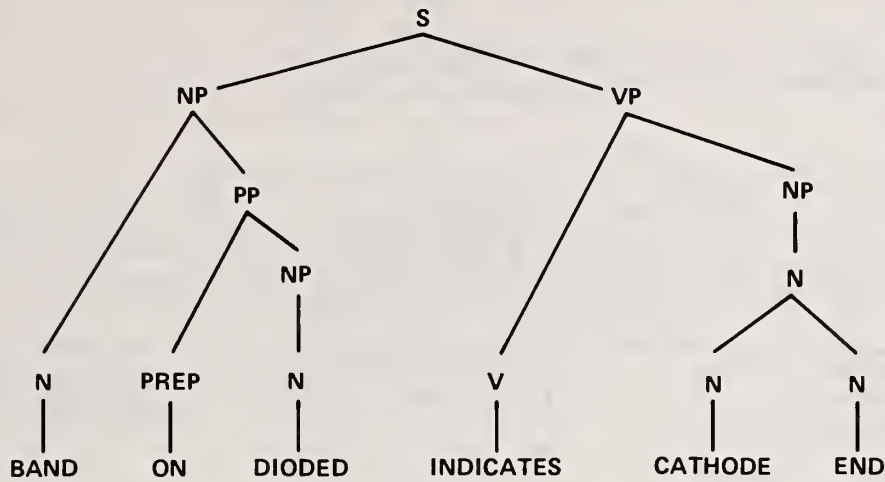 S
NP VP
PP NP
NP N
N PREP N V N N
BAND ON DIODED INDICATES CATHODE END